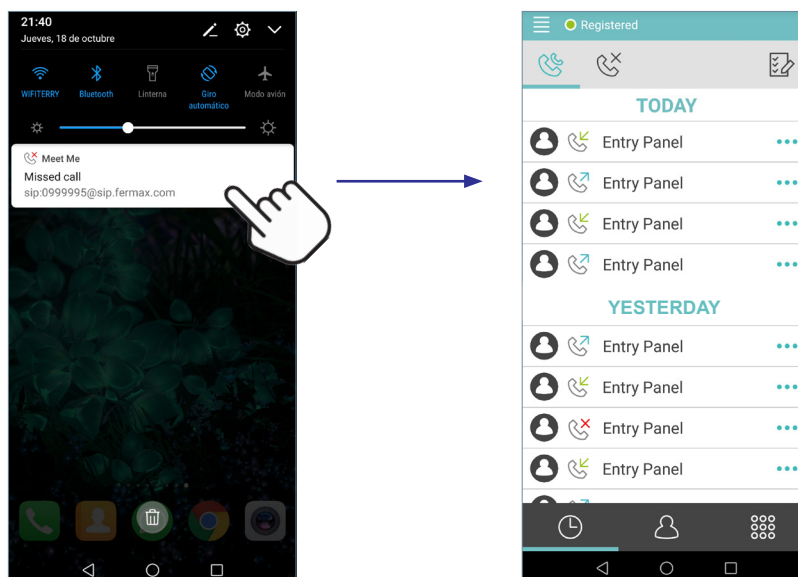 21:40
Jueves, 18 de octubre
WIFITERRY Bluetooth Linterna Giro automático Modo avión
Meet Me
Missed call
sip:0999995@sip.fermax.com
Registered
TODAY
Entry Panel
Entry Panel
Entry Panel
Entry Panel
YESTERDAY
Entry Panel
Entry Panel
Entry Panel
Entry Panel